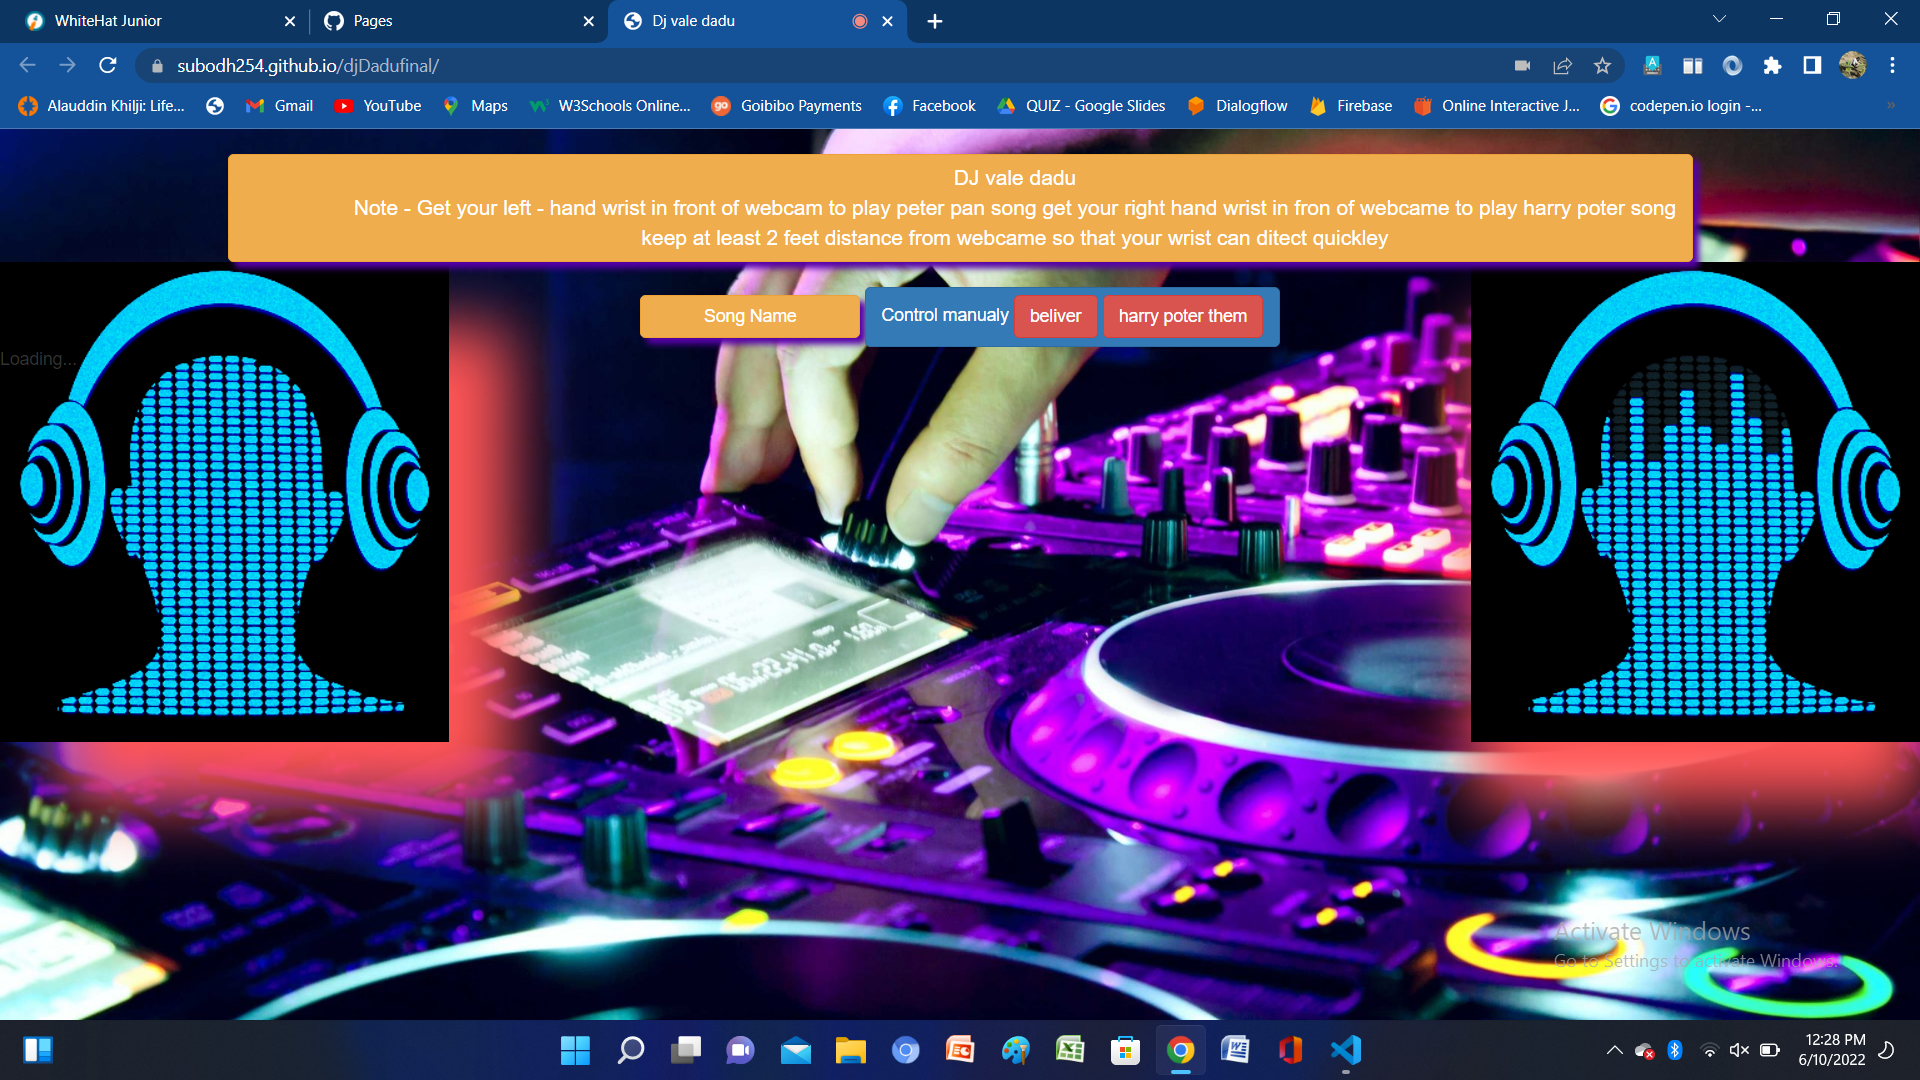 WhiteHat Junior
Pages
Dj vale dadu
subodh254.github.io/djDadufinal/
Alauddin Khilji: Life...
Gmail
YouTube
Maps
W3Schools Online...
Goibibo Payments
Facebook
QUIZ - Google Slides
Dialogflow
Firebase
Online Interactive J...
codepen.io login -...
DJ vale dadu
Note - Get your left - hand wrist in front of webcam to play peter pan song get your right hand wrist in fron of webcame to play harry poter song
keep at least 2 feet distance from webcame so that your wrist can ditect quickley
Song Name
Control manualy
beliver
harry poter them
Loading...
Activate Windows
Go to Settings to activate Windows.
12:28 PM
6/10/2022